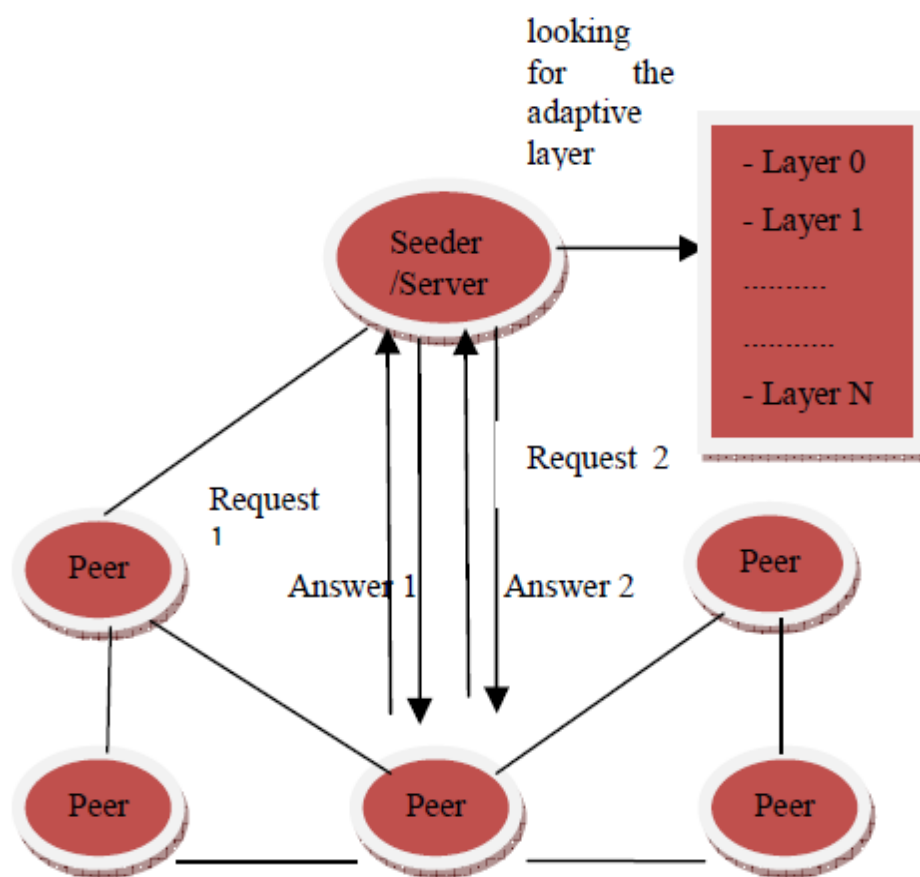 looking
for the
adaptive
layer
- Layer 0
- Layer 1
----------
-----------
- Layer N
Seeder
/Server
Request 2
Request
1
Peer
Peer
Answer 1
Answer 2
Peer
Peer
Peer